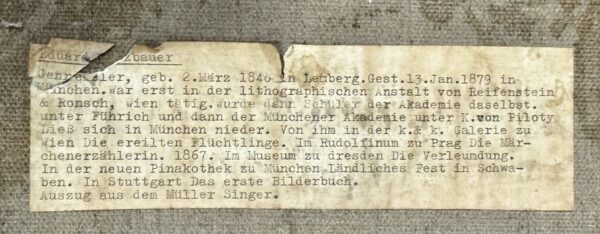 Eduard zbauer
Genremaler, geb. 2.März 1840 in Lemberg.Gest.13.Jan.1879 in
München.War erst in der lithographischen Anstalt von Reifenstein
& Ronsch, Wien tätig.Wurde dann Schüler der Akademie daselbst.
unter Führich und dann der Münchener Akademie unter K.von Piloty
Ließ sich in München nieder. Von ihm in der k.& k. Galerie zu
Wien Die ereilten Flüchtlinge. Im Rudolfinum zu Prag Die Mär-
chenerzählerin. 1867. Im Museum zu dresden Die Verleumdung.
In der neuen Pinakothek zu München Ländliches Fest in Schwa-
ben. In Stuttgart Das erste Bilderbuch.
Auszug aus dem Müller Singer.